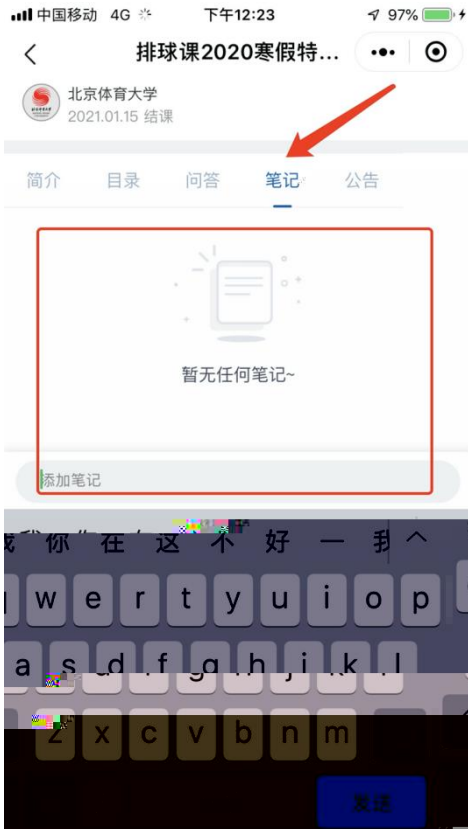 中国移动 4G 下午12:23 97%
排球课2020寒假特...
北京体育大学
2021.01.15 结课
简介 目录 问答 笔记 公告
暂无任何笔记~
添加笔记
你 在 这 不 好 一
w e r t y u i o p
a s d f g h j k l
z x c v b n m
发送